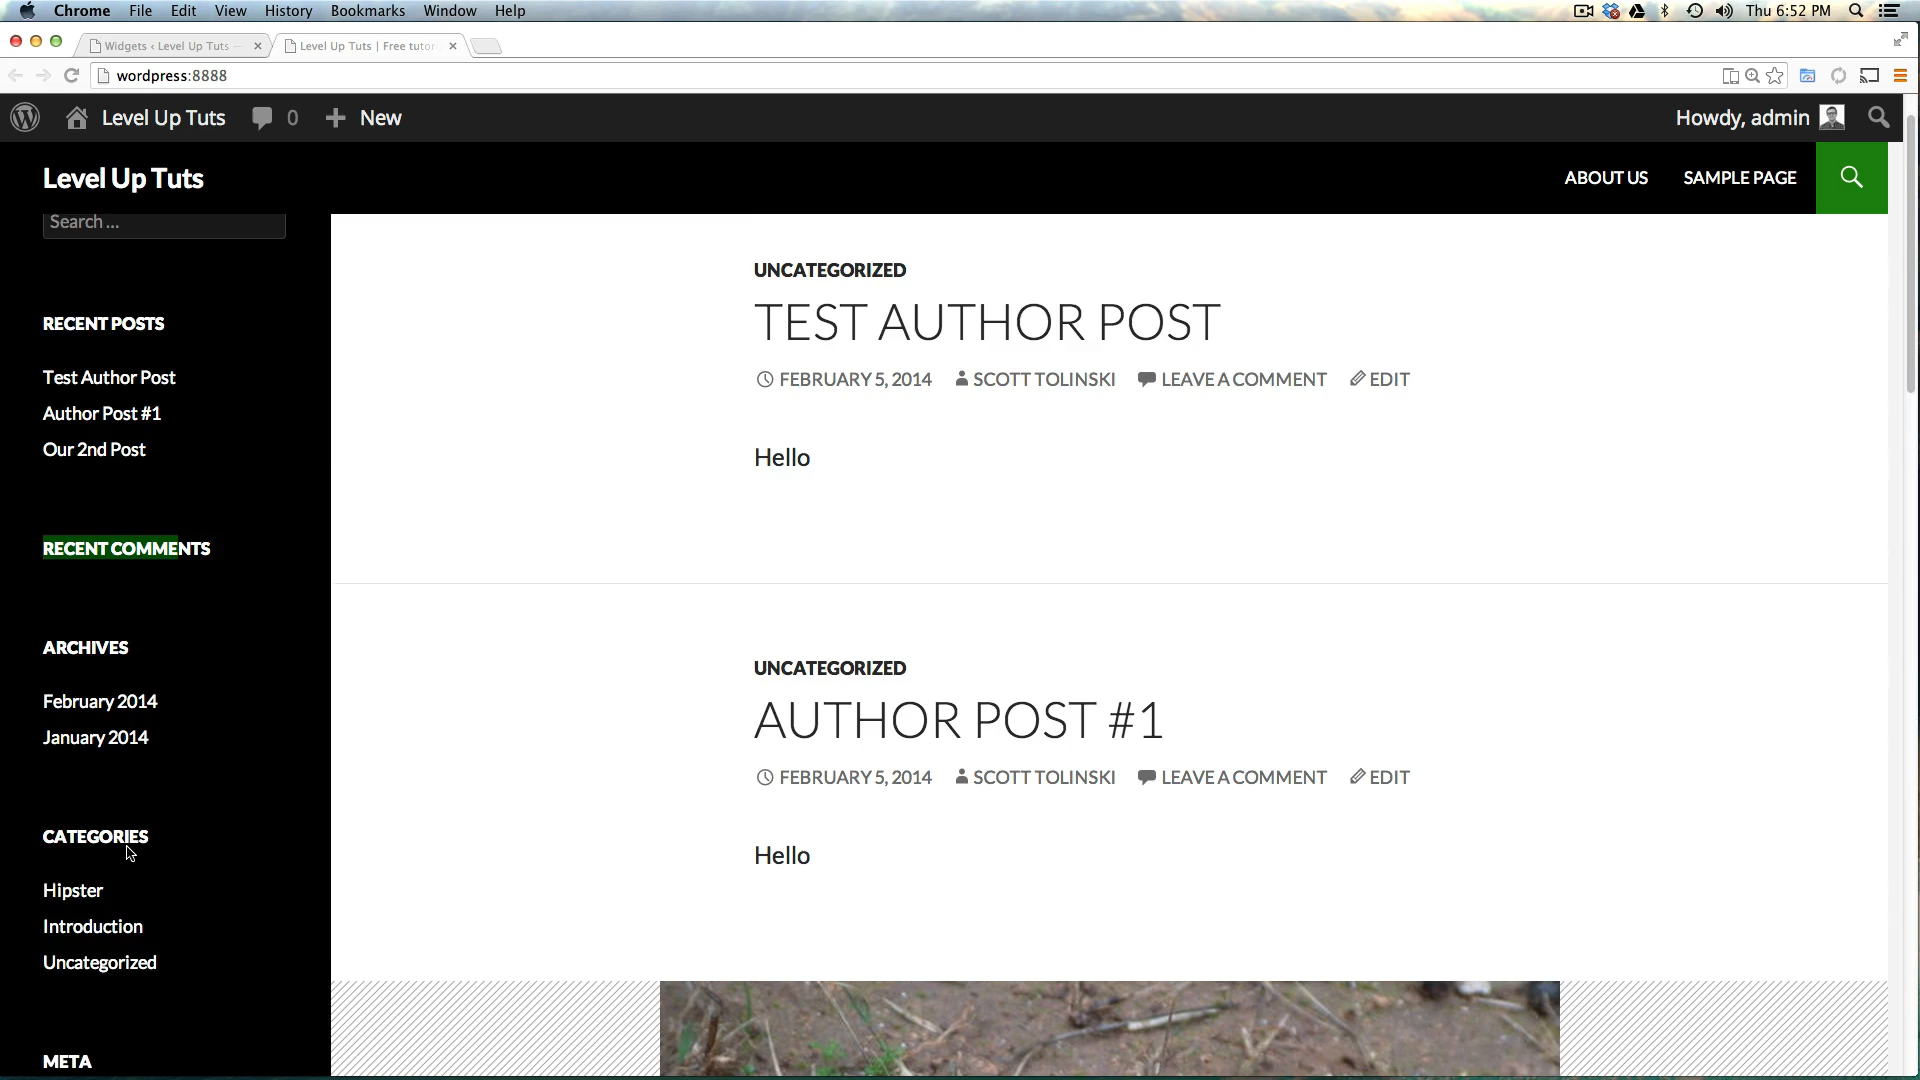 Chrome File Edit View History Bookmarks Window Help Thu 6:52 PM
Widgets ‹ Level Up Tuts — Level Up Tuts | Free tutor
wordpress:8888
Level Up Tuts 0 New Howdy, admin
Level Up Tuts ABOUT US SAMPLE PAGE
Search ...
RECENT POSTS
Test Author Post
Author Post #1
Our 2nd Post
RECENT COMMENTS
ARCHIVES
February 2014
January 2014
CATEGORIES
Hipster
Introduction
Uncategorized
META
UNCATEGORIZED
TEST AUTHOR POST
FEBRUARY 5, 2014 SCOTT TOLINSKI LEAVE A COMMENT EDIT
Hello
UNCATEGORIZED
AUTHOR POST #1
FEBRUARY 5, 2014 SCOTT TOLINSKI LEAVE A COMMENT EDIT
Hello